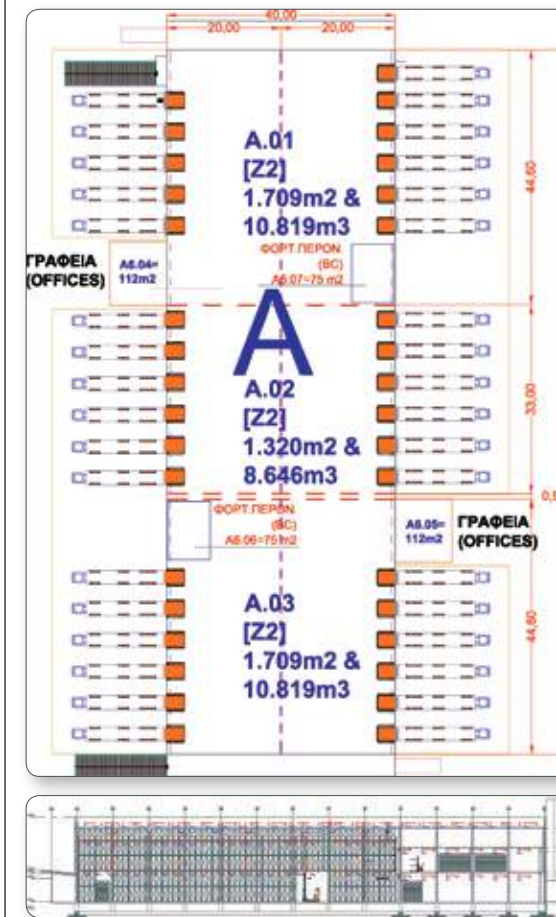 40,00
20,00
20,00
A.01
[Z2]
1.709m2 &
10.819m3
44,60
ΦΟΡΤ.ΠΕΡΟΝ.
(BC)
A6.07=75 m2
ΓΡΑΦΕΙΑ
(OFFICES)
A6.04=
112m2
A
A.02
[Z2]
1.320m2 &
8.646m3
33,00
ΦΟΡΤ.ΠΕΡΟΝ.
(BC)
A6.06=75 m2
A6.05=
112m2
ΓΡΑΦΕΙΑ
(OFFICES)
A.03
[Z2]
1.709m2 &
10.819m3
44,60